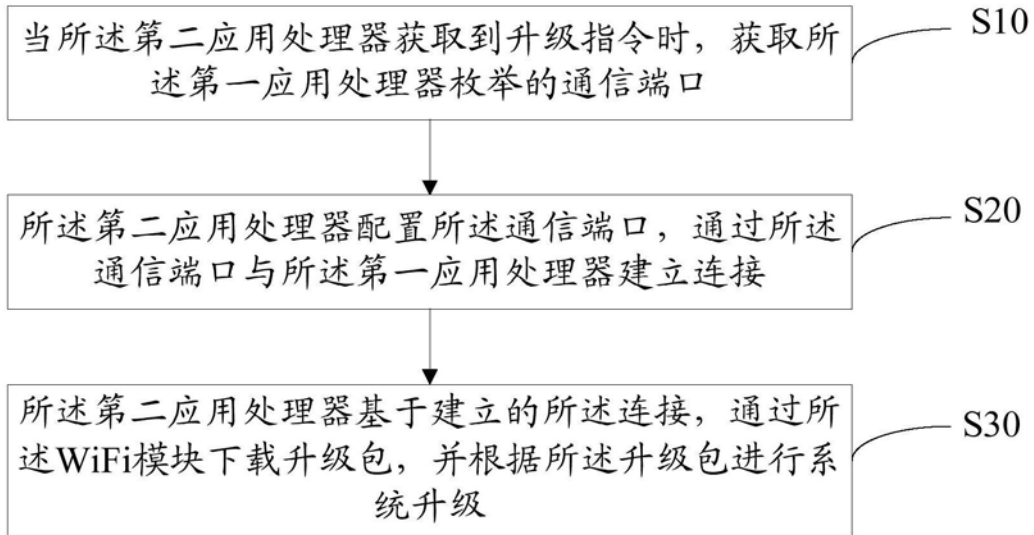 当所述第二应用处理器获取到升级指令时，获取所
述第一应用处理器枚举的通信端口
S10
所述第二应用处理器配置所述通信端口，通过所述
通信端口与所述第一应用处理器建立连接
S20
所述第二应用处理器基于建立的所述连接，通过所
述WiFi模块下载升级包，并根据所述升级包进行系
统升级
S30